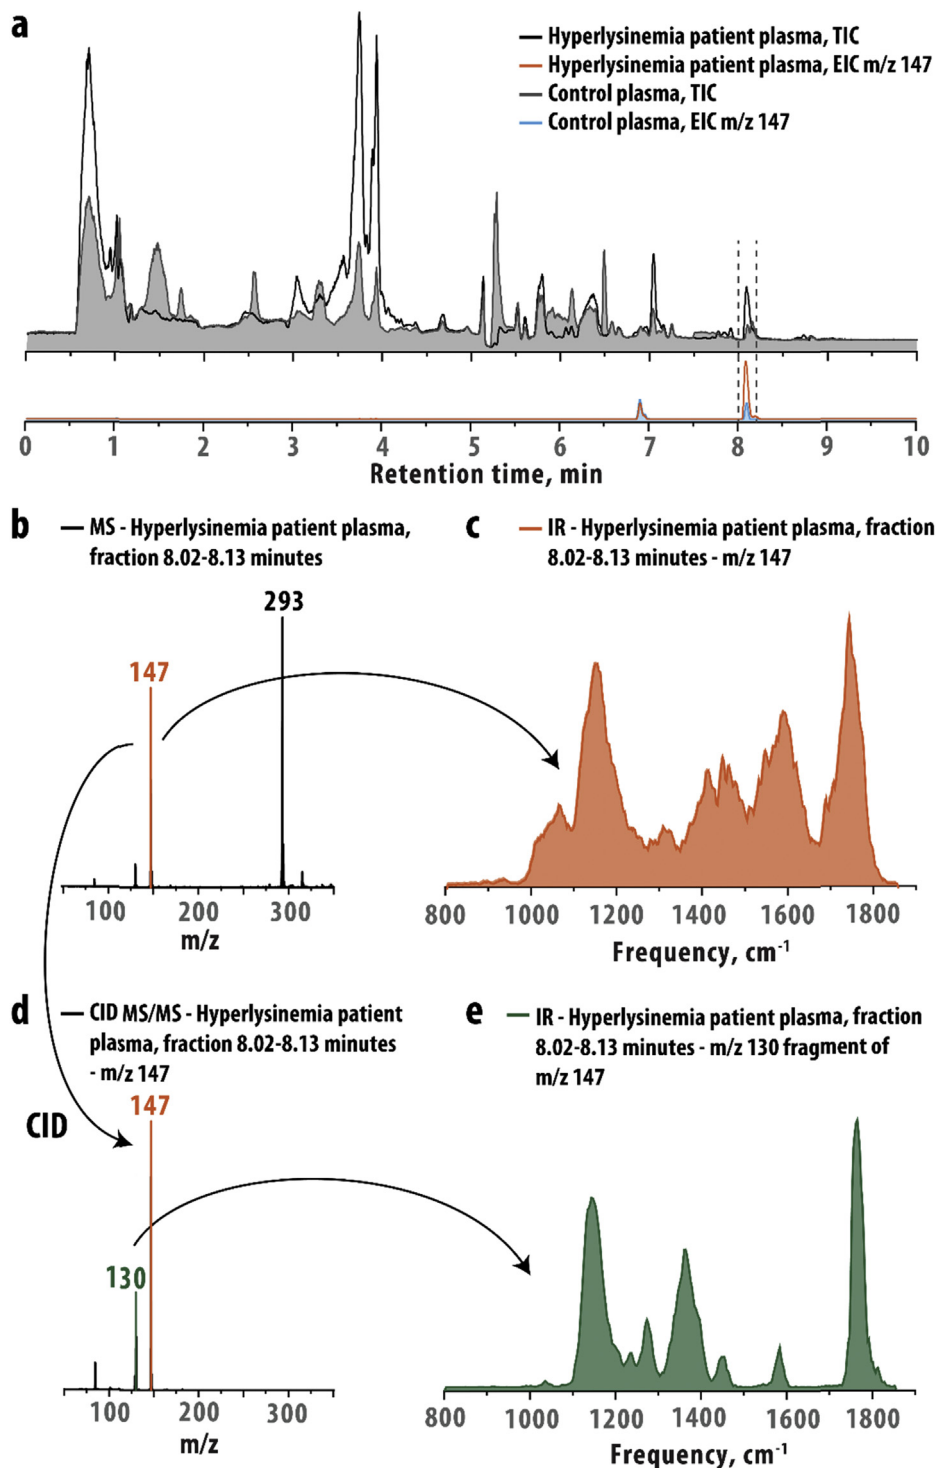 a
Hyperlysinemia patient plasma, TIC
Hyperlysinemia patient plasma, EIC m/z 147
Control plasma, TIC
Control plasma, EIC m/z 147
0 1 2 3 4 5 6 7 8 9 10
Retention time, min
b
MS - Hyperlysinemia patient plasma,
fraction 8.02-8.13 minutes
293
147
100 200 300
m/z
c
IR - Hyperlysinemia patient plasma, fraction
8.02-8.13 minutes - m/z 147
800 1000 1200 1400 1600 1800
Frequency, cm-1
d
CID MS/MS - Hyperlysinemia patient
plasma, fraction 8.02-8.13 minutes
- m/z 147
147
CID
130
100 200 300
m/z
e
IR - Hyperlysinemia patient plasma, fraction
8.02-8.13 minutes - m/z 130 fragment of
m/z 147
800 1000 1200 1400 1600 1800
Frequency, cm-1